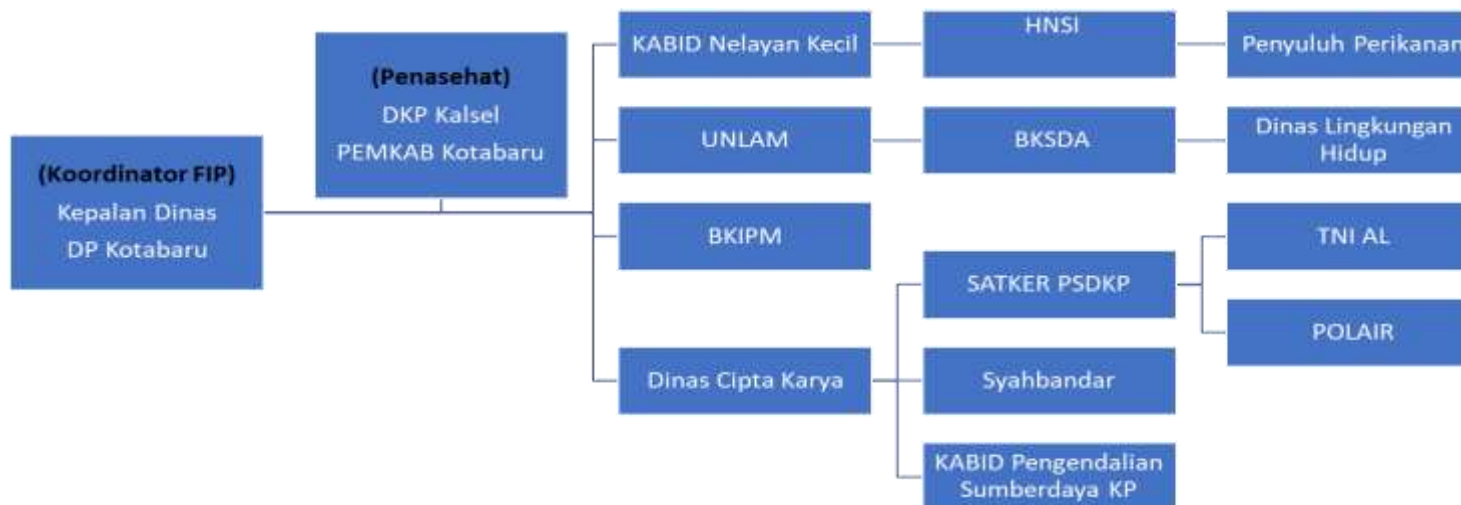 (Koordinator FIP)
Kepalan Dinas
DP Kotabaru
(Penasehat)
DKP Kalsel
PEMKAB Kotabaru
KABID Nelayan Kecil
HNSI
Penyuluh Perikanan
UNLAM
BKSDA
Dinas Lingkungan
Hidup
BKIPM
Dinas Cipta Karya
SATKER PSDKP
TNI AL
POLAIR
Syahbandar
KABID Pengendalian
Sumberdaya KP